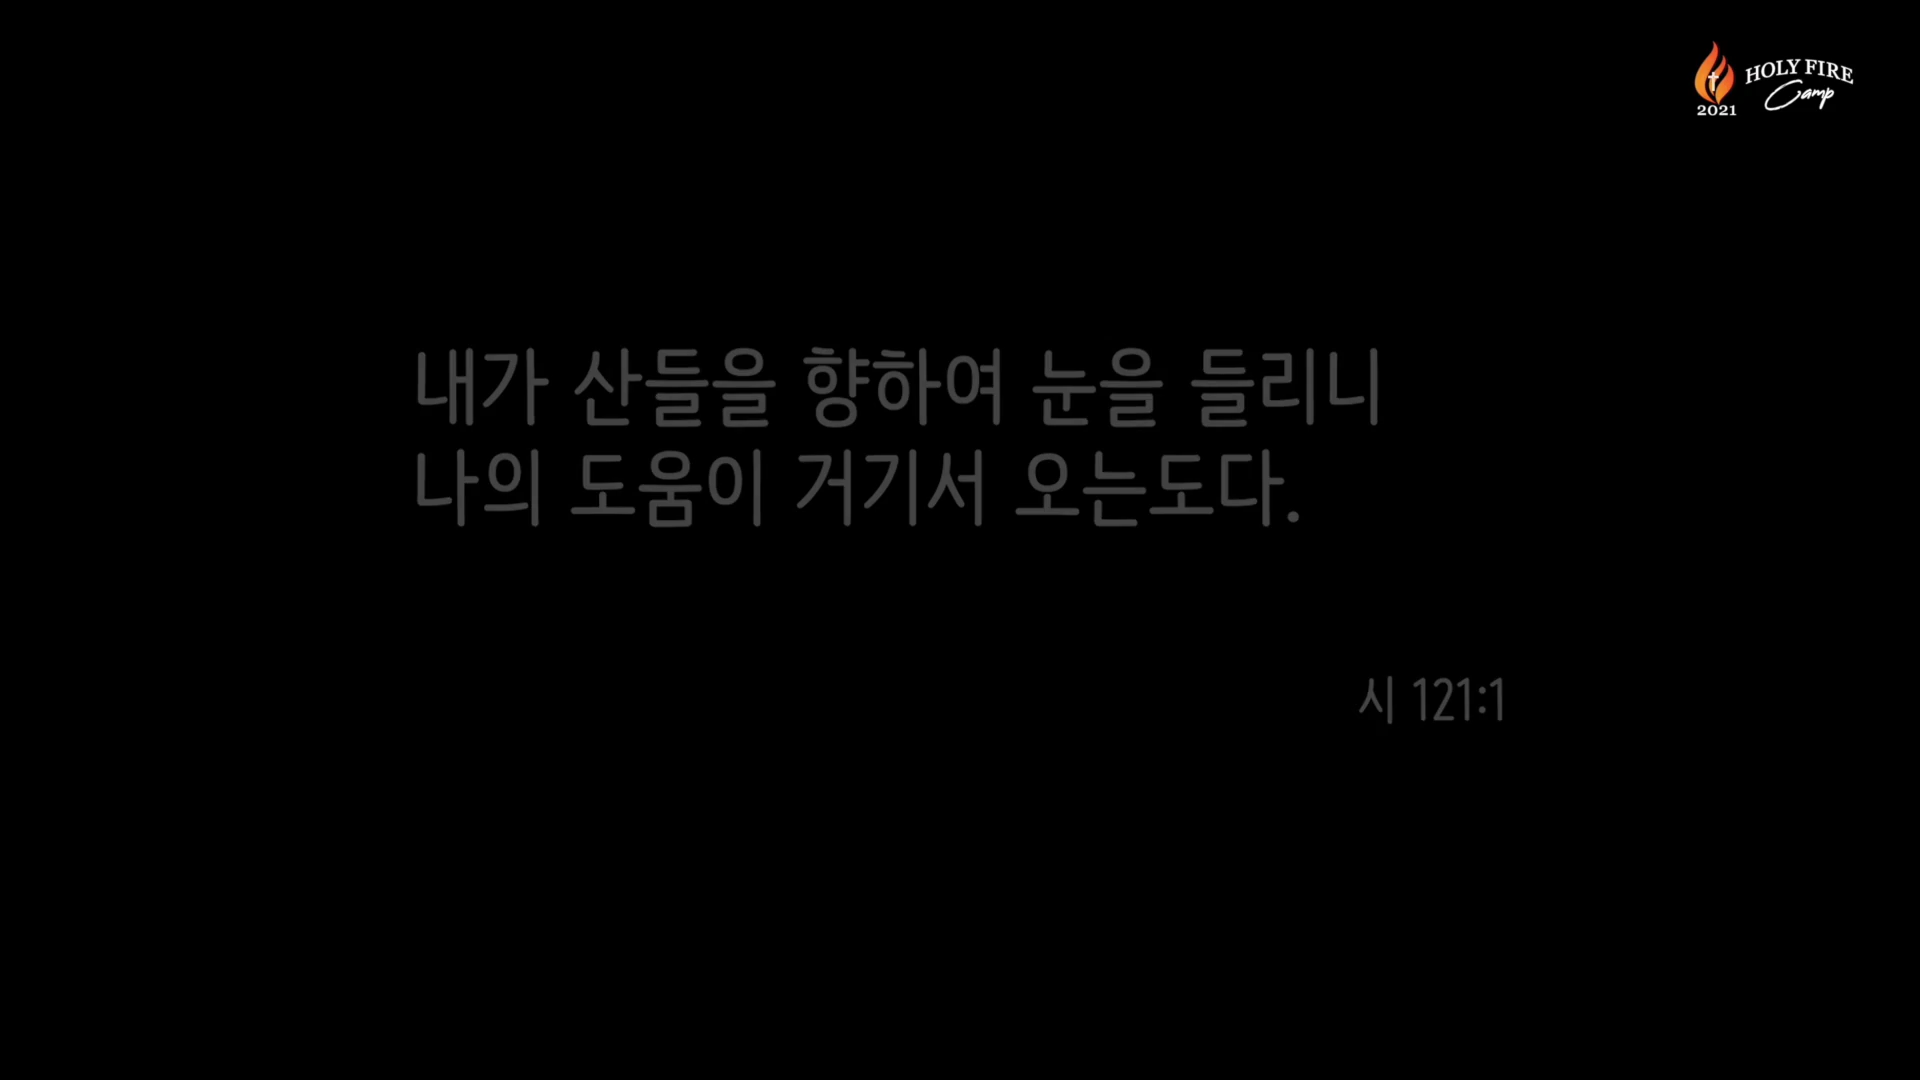 HOLY FIRE
Camp
2021
내가 산들을 향하여 눈을 들리니
나의 도움이 거기서 오는도다.
시 121:1